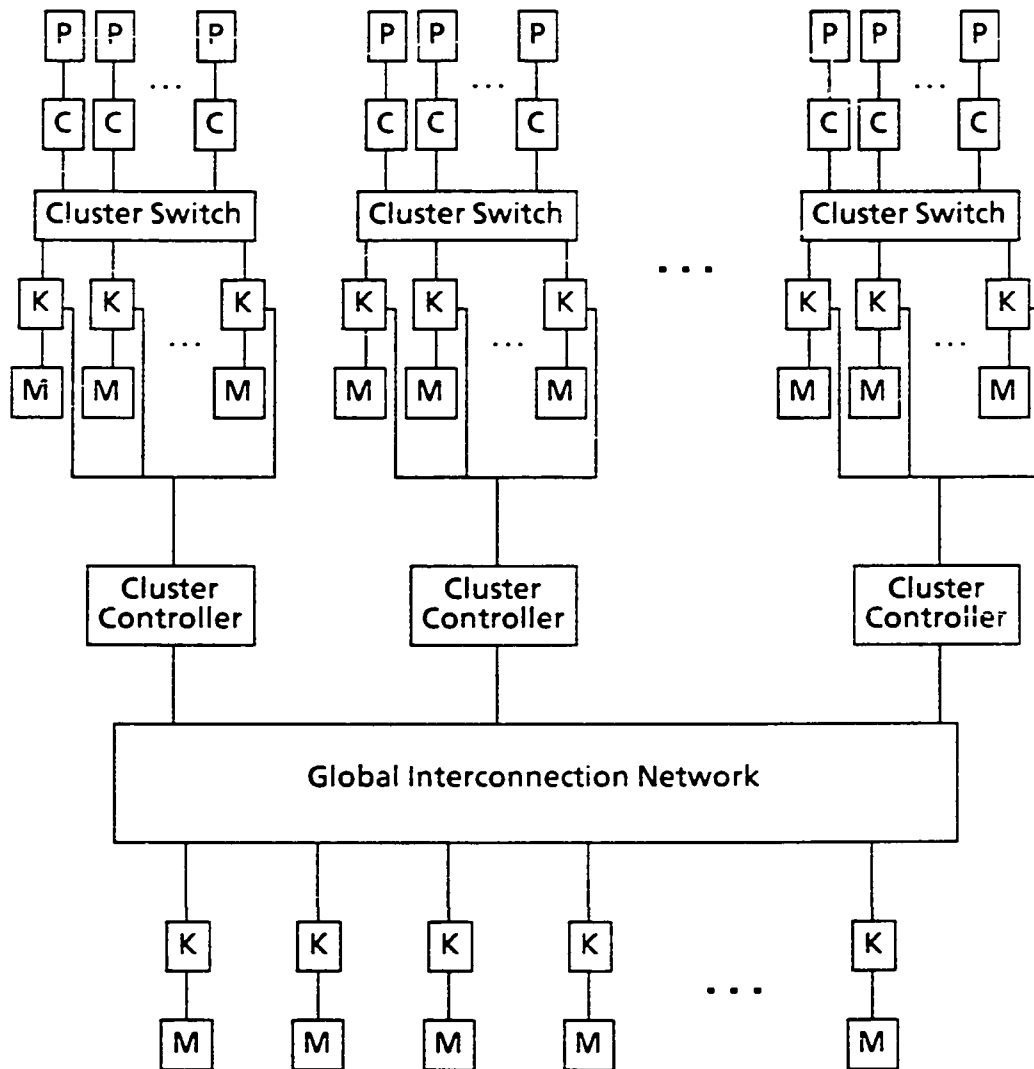 P P ... P P P ... P P P ... P
C C C C C C C C C
Cluster Switch Cluster Switch Cluster Switch
...
K K K K K K K K K
... ... ...
M M M M M M M M M
Cluster Controller Cluster Controller Cluster Controller
Global Interconnection Network
K K K K K
...
M M M M M